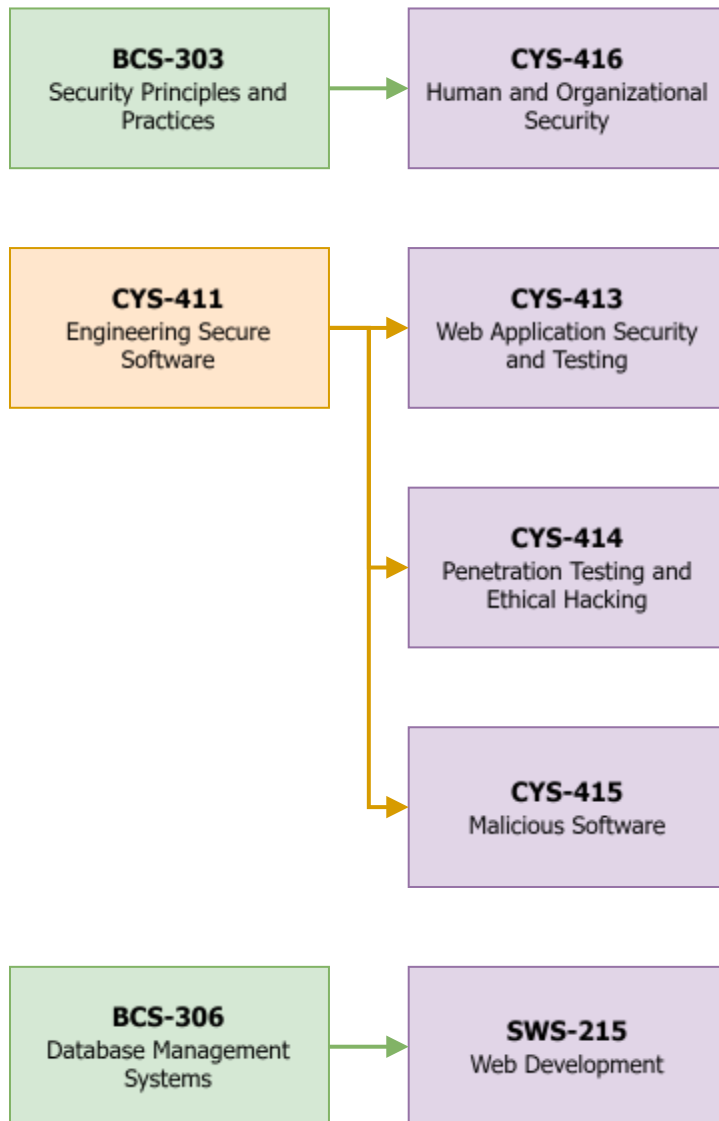 BCS-303
Security Principles and
Practices
CYS-416
Human and Organizational
Security
CYS-411
Engineering Secure
Software
CYS-413
Web Application Security
and Testing
CYS-414
Penetration Testing and
Ethical Hacking
CYS-415
Malicious Software
BCS-306
Database Management
Systems
SWS-215
Web Development